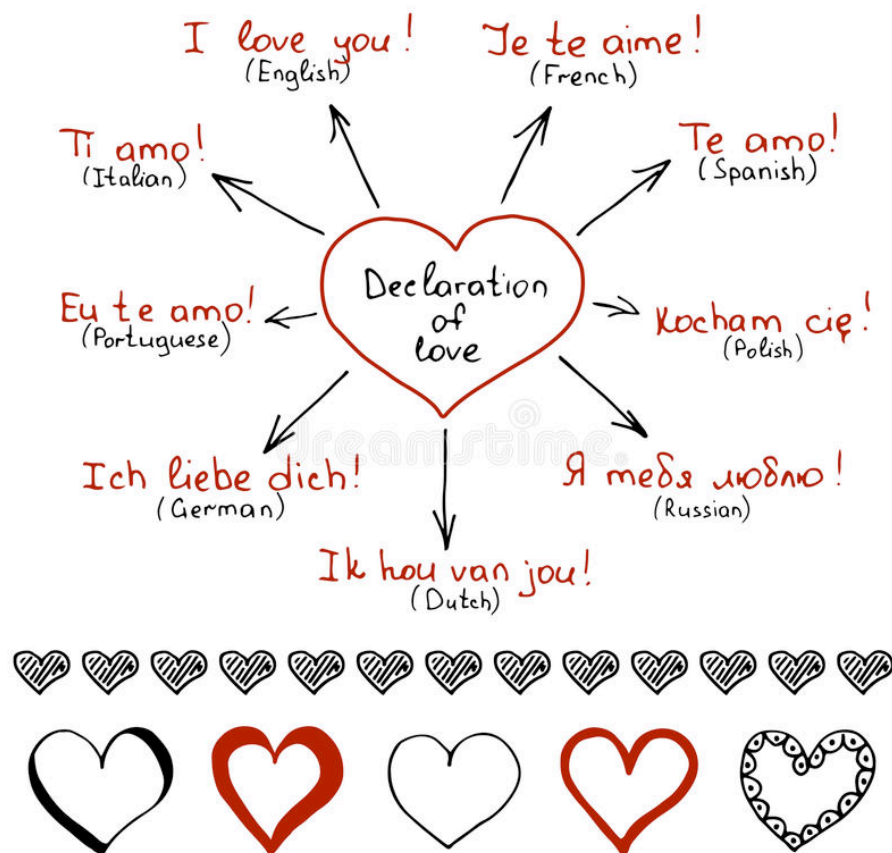 I love you!
(English)
Je te aime!
(French)
Ti amo!
(Italian)
Te amo!
(Spanish)
Declaration
of
love
Eu te amo!
(Portuguese)
Kocham cię!
(Polish)
dreamstime.
Ich liebe dich!
(German)
Я тебя люблю!
(Russian)
Ik hou van jou!
(Dutch)